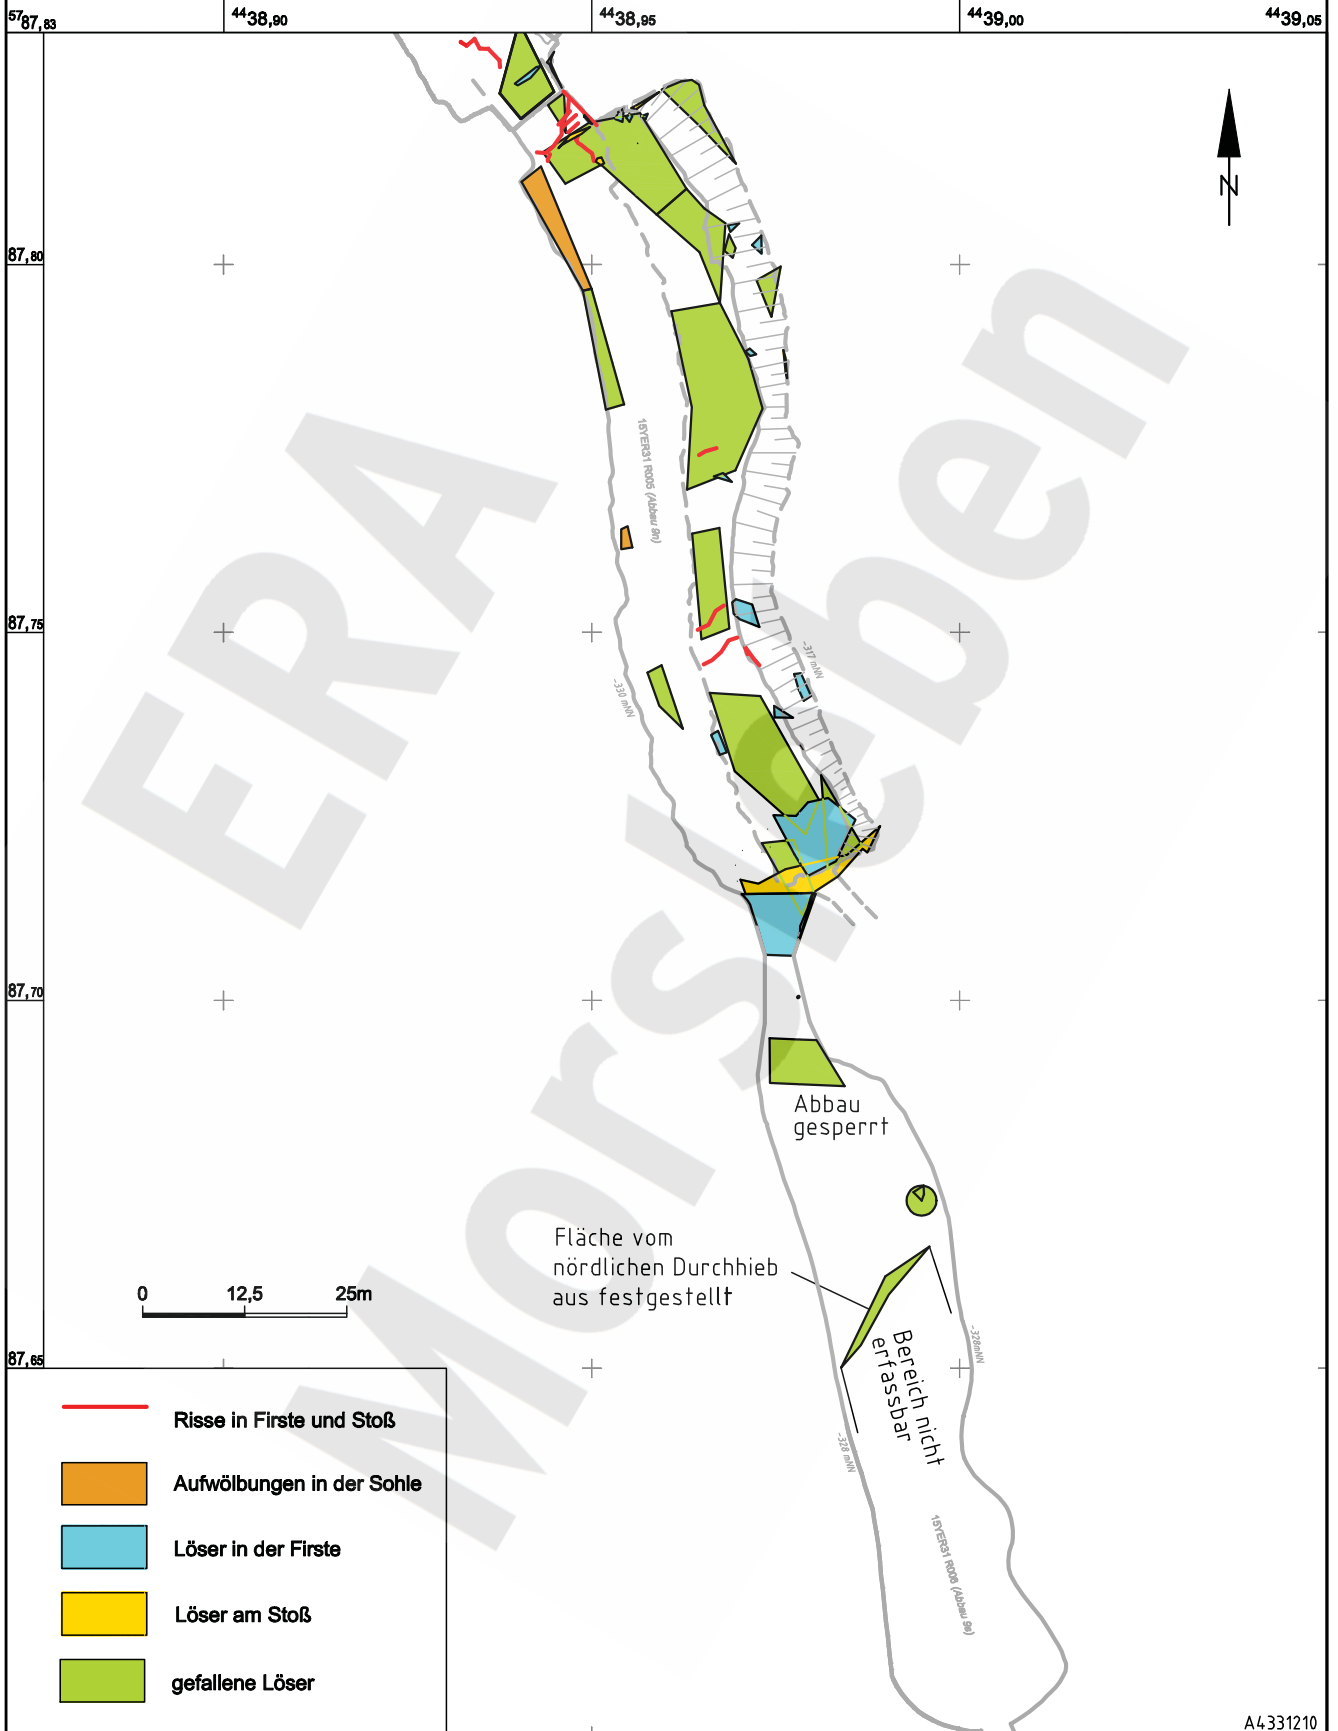 ⁵⁷87,83
⁴⁴38,90
⁴⁴38,95
⁴⁴39,00
⁴⁴39,05
N
87,80
15YER31 R005 (Abbau 9n)
87,75
-317 mNN
-330 mNN
87,70
Abbau
gesperrt
Fläche vom
nördlichen Durchhieb
aus festgestellt
0 12,5 25m
-328mNN
Bereich nicht
erfassbar
87,65
-328 mNN
15YER31 R006 (Abbau 9s)
Risse in Firste und Stoß
Aufwölbungen in der Sohle
Löser in der Firste
Löser am Stoß
gefallene Löser
A4331210
ERA
Morsleben